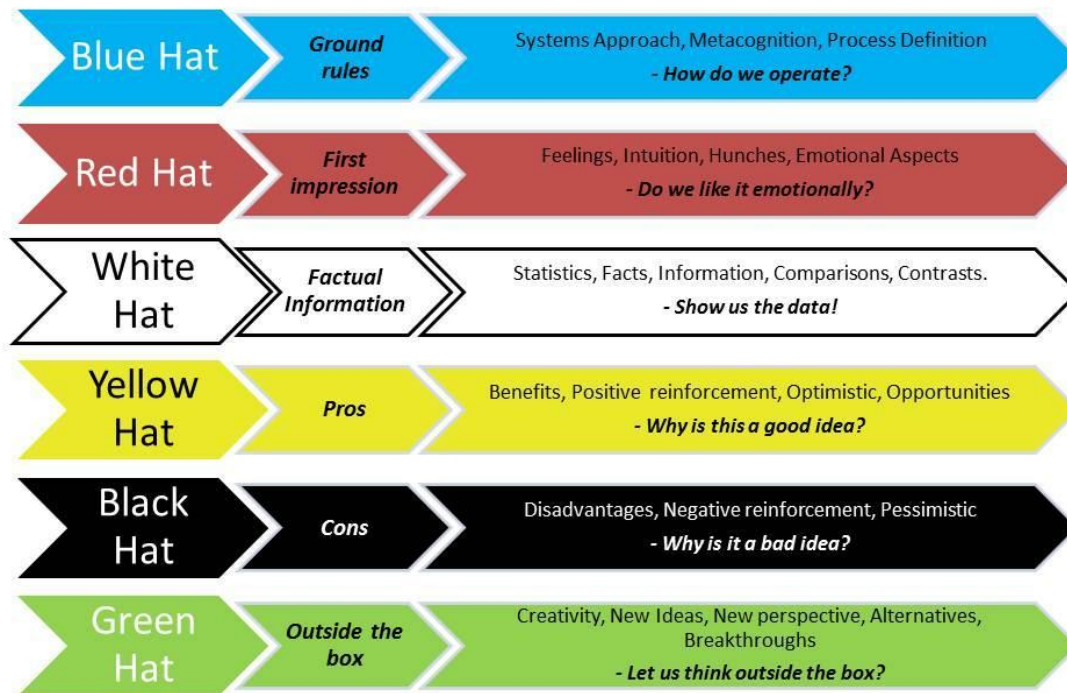 Blue Hat
Ground
rules
Systems Approach, Metacognition, Process Definition
- How do we operate?
Red Hat
First
impression
Feelings, Intuition, Hunches, Emotional Aspects
- Do we like it emotionally?
White
Hat
Factual
Information
Statistics, Facts, Information, Comparisons, Contrasts.
- Show us the data!
Yellow
Hat
Pros
Benefits, Positive reinforcement, Optimistic, Opportunities
- Why is this a good idea?
Black
Hat
Cons
Disadvantages, Negative reinforcement, Pessimistic
- Why is it a bad idea?
Green
Hat
Outside the
box
Creativity, New Ideas, New perspective, Alternatives,
Breakthroughs
- Let us think outside the box?